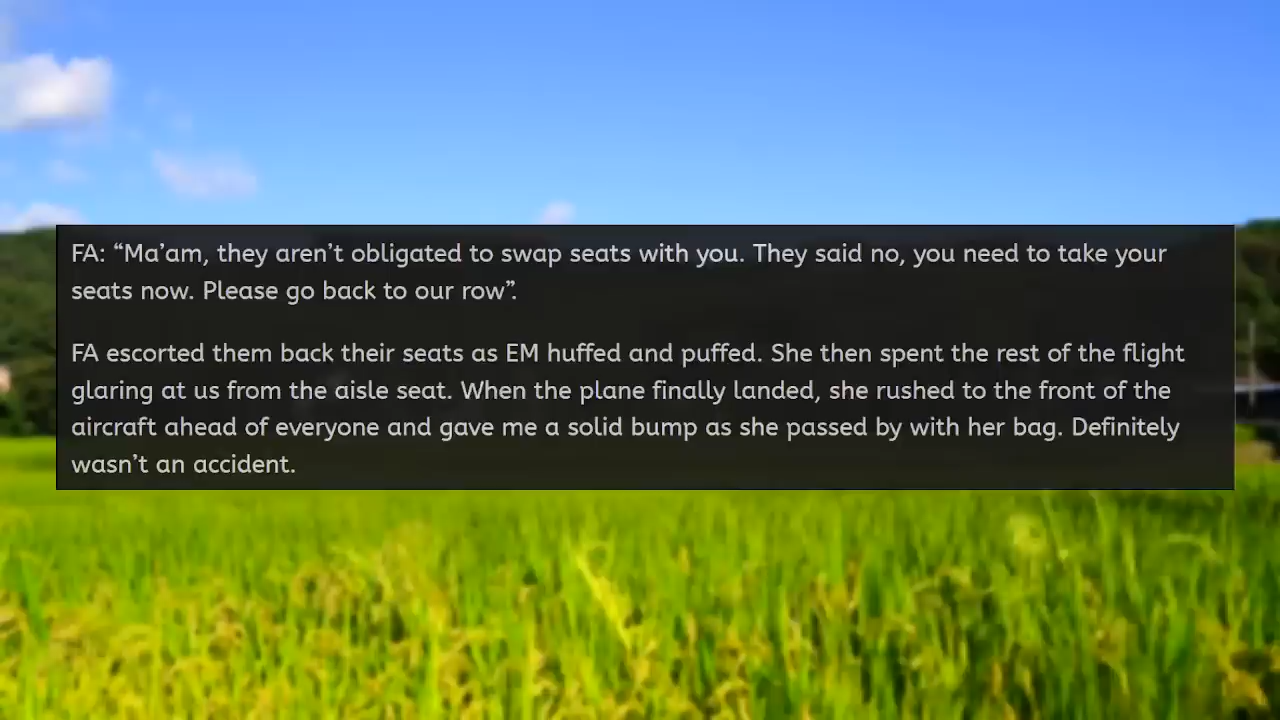 FA: “Ma’am, they aren’t obligated to swap seats with you. They said no, you need to take your
seats now. Please go back to our row”.
FA escorted them back their seats as EM huffed and puffed. She then spent the rest of the flight
glaring at us from the aisle seat. When the plane finally landed, she rushed to the front of the
aircraft ahead of everyone and gave me a solid bump as she passed by with her bag. Definitely
wasn’t an accident.